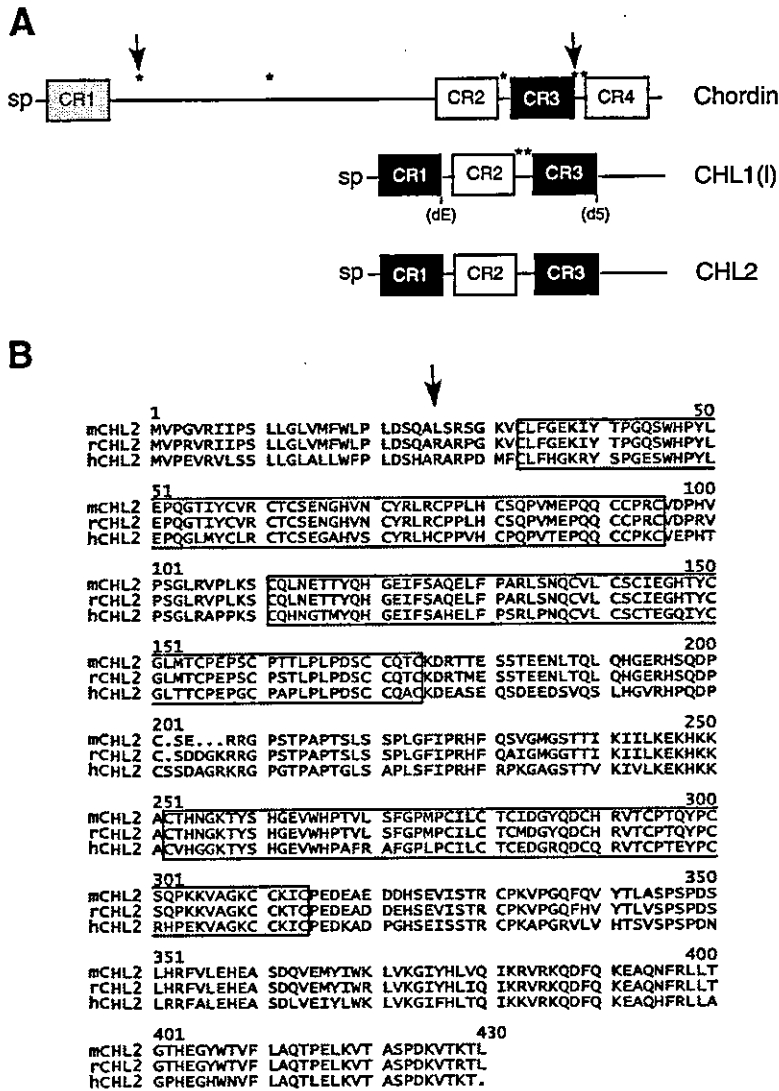 A
* * * **
sp CR1 CR2 CR3 CR4 Chordin
**
sp CR1 CR2 CR3 CHL1(l)
(dE) (d5)
sp CR1 CR2 CR3 CHL2
B
1 50
mCHL2 MVPGVRIIPS LLGLVMFWLP LDSQALSRSG KVCLFGEKIY TPGQSWHPYL
rCHL2 MVPRVRIIPS LLGLVMFWLP LDSQARARPG KVCLFGEKIY TPGQSWHPYL
hCHL2 MVPEVRVLSS LLGLALLWFP LDSHARARPD MFCLFHGKRY SPGESWHPYL
51 100
mCHL2 EPQGTIYCVR CTCSENGHVN CYRLRCPPLH CSQPVMEPQQ CCPRCVDPHV
rCHL2 EPQGTIYCVR CTCSENGHVN CYRLRCPPLH CSQPVMEPQQ CCPRCVDPRV
hCHL2 EPQGLMYCLR CTCSEGAHVS CYRLHCPPVH CPQPVTEPQQ CCPKCVEPHT
101 150
mCHL2 PSGLRVPLKS CQLNETTYQH GEIFSAQELF PARLSNQCVL CSCIEGHTYC
rCHL2 PSGLRVPLKS CQLNETTYQH GEIFSAQELF PARLSNQCVL CSCIEGHTYC
hCHL2 PSGLRAPPKS CQHNGTMYQH GEIFSAHELF PSRLPNQCVL CSCTEGQIYC
151 200
mCHL2 GLMTCPEPSC PTTLPLPDSC CQTCKDRTTE SSTEENLTQL QHGERHSQDP
rCHL2 GLMTCPEPSC PSTLPLPDSC CQTCKDRTME SSTEENLTQL QHGERHSQDP
hCHL2 GLTTCPEPGC PAPLPLPDSC CQACKDEASE QSDEEDSVQS LHGVRHPQDP
201 250
mCHL2 C.SE...RRG PSTPAPTSLS SPLGFIPRHF QSVGMGSTTI KIILKEKHKK
rCHL2 C.SDDGKRRG PSTPAPTSLS SPLGFIPRHF QAIGMGGTTI KIILKEKHKK
hCHL2 CSSDAGRKRG PGTPAPTGLS APLSFIPRHF RPKGAGSTTV KIVLKEKHKK
251 300
mCHL2 ACTHNGKTYS HGEVWHPTVL SFGPMPCILC TCIDGYQDCH RVTCPTQYPC
rCHL2 ACTHNGKTYS HGEVWHPTVL SFGPMPCILC TCMDGYQDCH RVTCPTQYPC
hCHL2 ACVHGGKTYS HGEVWHPAFR AFGPLPCILC TCEDGRQDCQ RVTCPTEYPC
301 350
mCHL2 SQPKKVAGKC CKICPEDEAE DDHSEVISTR CPKVPGQFQV YTLASPSPDS
rCHL2 SQPKKVAGKC CKTCPEDEAD DEHSEVISTR CPKVPGQFHV YTLVSPSPDS
hCHL2 RHPEKVAGKC CKICPEDKAD PGHSEISSTR CPKAPGRVLV HTSVSPSPDN
351 400
mCHL2 LHRFVLEHEA SDQVEMYIWK LVKGIYHLVQ IKRVRKQDFQ KEAQNFRLLT
rCHL2 LHRFVLEHEA SDQVEMYIWR LVKGIYHLIQ IKRVRKQDFQ KEAQNFRLLT
hCHL2 LRRFALEHEA SDLVEIYLWK LVKGIFHLTQ IKKVRKQDFQ KEAQHFRLLA
401 430
mCHL2 GTHEGYWTVF LAQTPELKVT ASPDKVTKTL
rCHL2 GTHEGYWTVF LAQTPELKVT ASPDKVTRTL
hCHL2 GPHEGHWNVF LAQTLELKVT ASPDKVTKT.